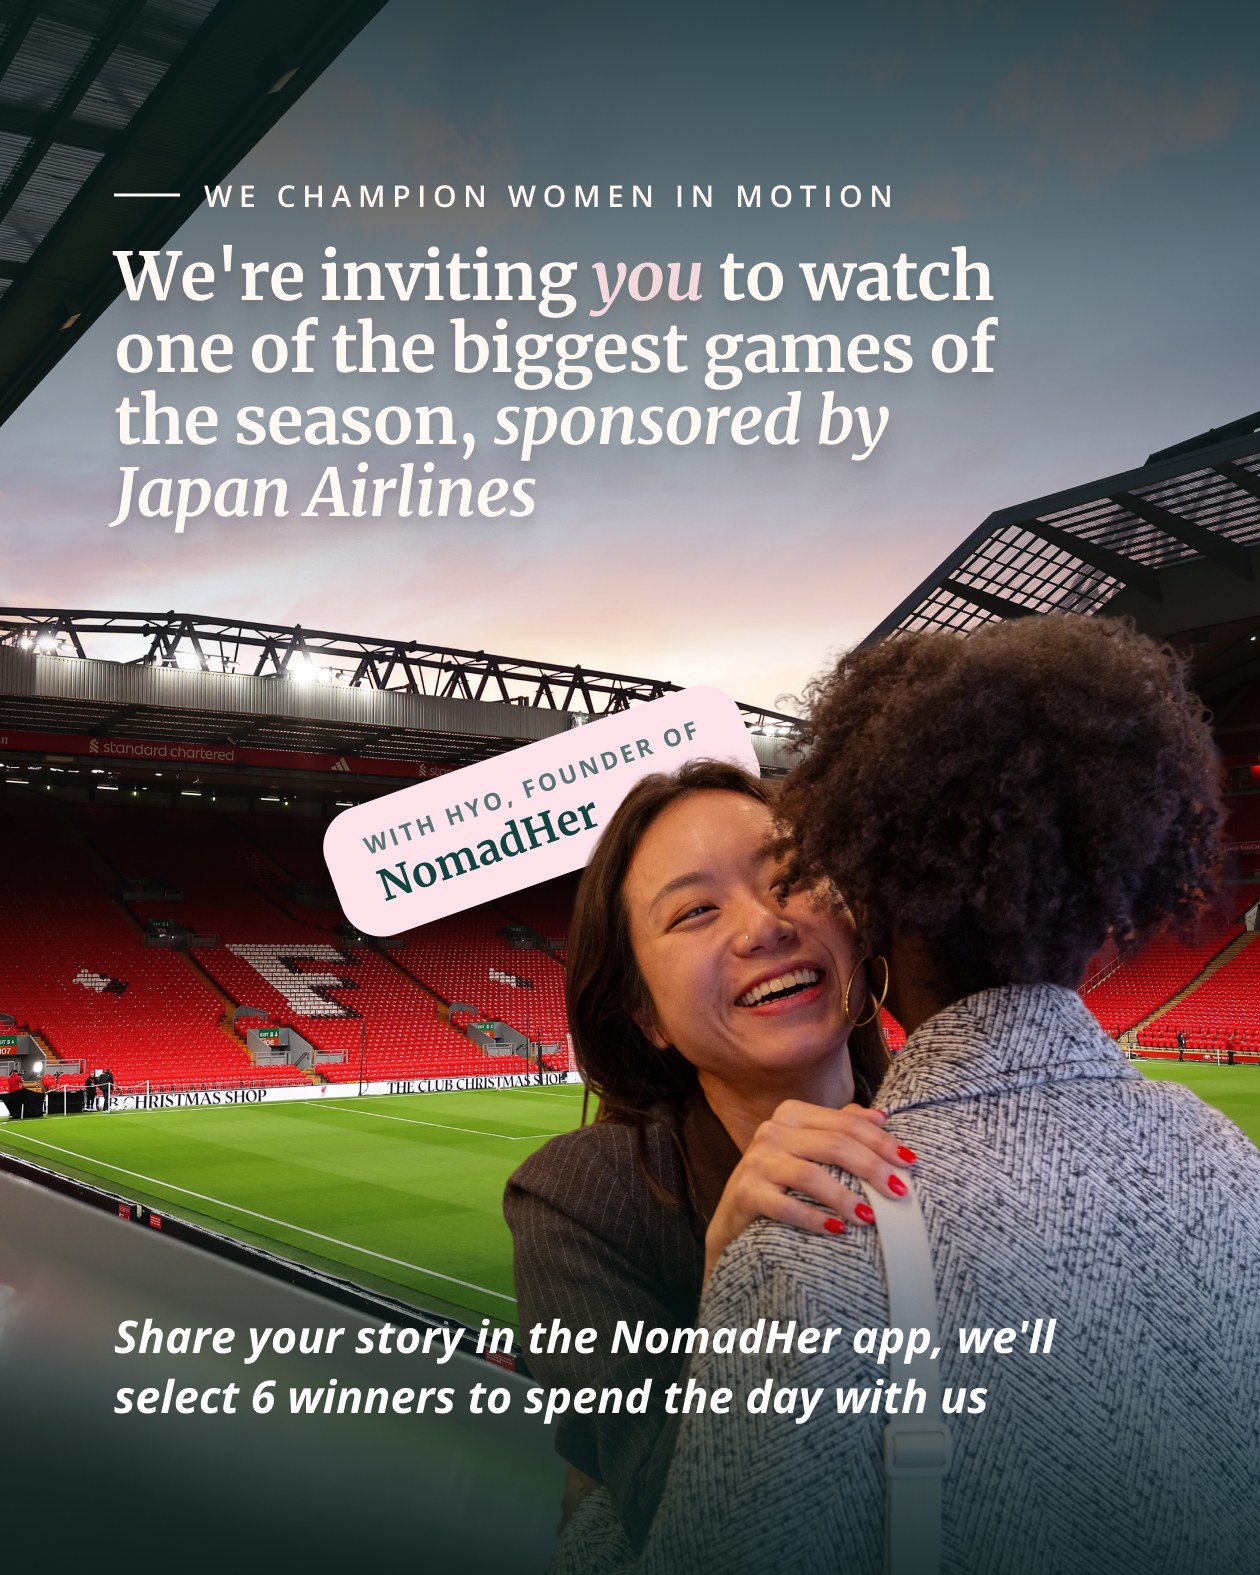 WE CHAMPION WOMEN IN MOTION
We're inviting you to watch
one of the biggest games of
the season, sponsored by
Japan Airlines
WITH HYO, FOUNDER OF
NomadHer
standard chartered
THE CLUB CHRISTMAS SHOP
CHRISTMAS SHOP
Share your story in the NomadHer app, we'll
select 6 winners to spend the day with us